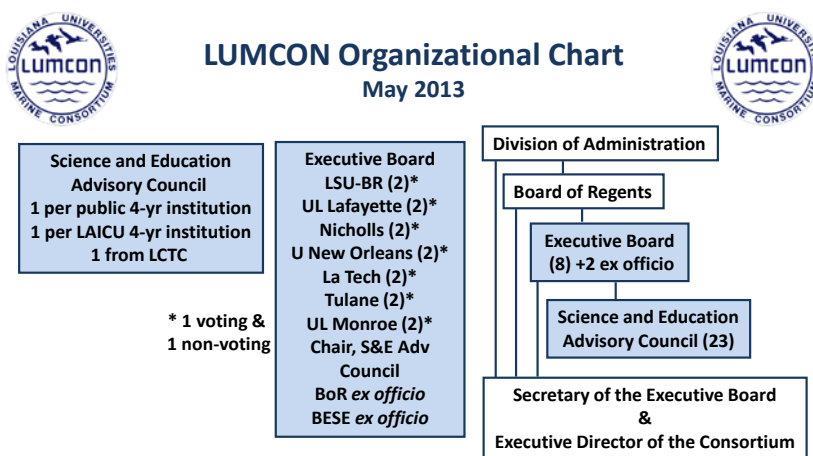 LOUISIANA UNIVERSITIES
LUMCON
MARINE CONSORTIUM
LUMCON Organizational Chart
May 2013
LOUISIANA UNIVERSITIES
LUMCON
MARINE CONSORTIUM
Science and Education
Advisory Council
1 per public 4-yr institution
1 per LAICU 4-yr institution
1 from LCTC
* 1 voting &
1 non-voting
Executive Board
LSU-BR (2)*
UL Lafayette (2)*
Nicholls (2)*
U New Orleans (2)*
La Tech (2)*
Tulane (2)*
UL Monroe (2)*
Chair, S&E Adv
Council
BoR ex officio
BESE ex officio
Division of Administration
Board of Regents
Executive Board
(8) +2 ex officio
Science and Education
Advisory Council (23)
Secretary of the Executive Board
&
Executive Director of the Consortium